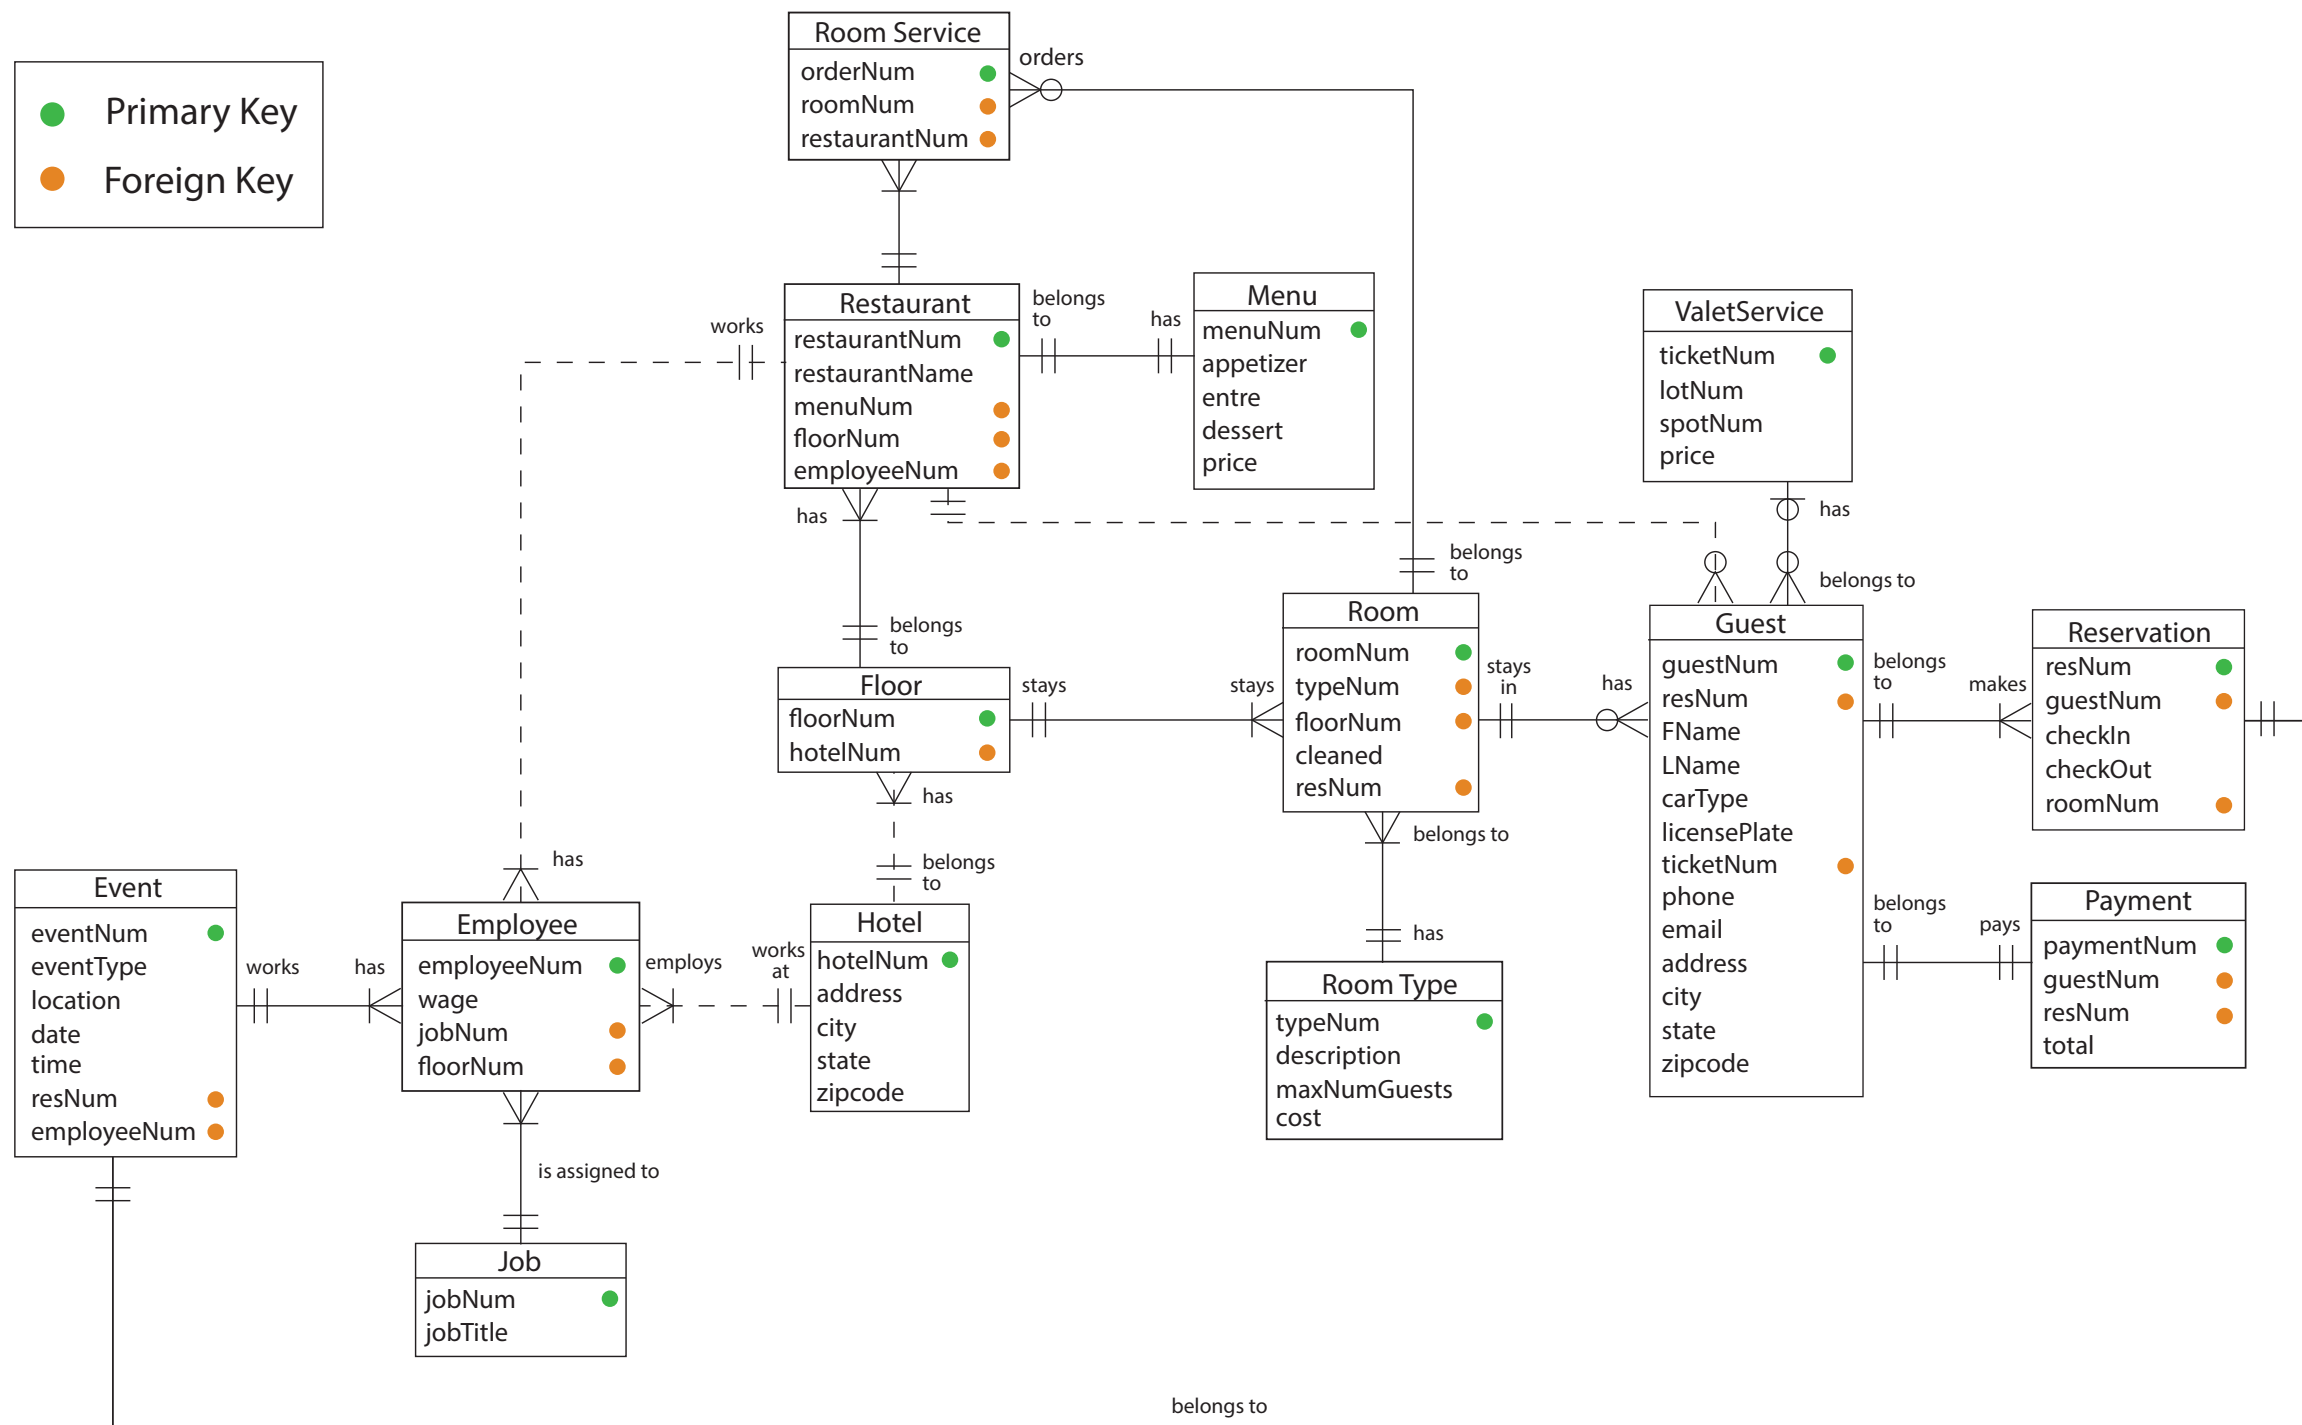 Primary Key
Foreign Key
Room Service
orderNum
roomNum
restaurantNum
orders
Restaurant
restaurantNum
restaurantName
menuNum
floorNum
employeeNum
works
belongs
to
has
Menu
menuNum
appetizer
entre
dessert
price
ValetService
ticketNum
lotNum
spotNum
price
has
belongs to
has
belongs
to
belongs
to
Floor
floorNum
hotelNum
stays
stays
Room
roomNum
typeNum
floorNum
cleaned
resNum
stays
in
has
Guest
guestNum
resNum
FName
LName
carType
licensePlate
ticketNum
phone
email
address
city
state
zipcode
belongs
to
makes
Reservation
resNum
guestNum
checkIn
checkOut
roomNum
belongs
to
pays
Payment
paymentNum
guestNum
resNum
total
has
belongs
to
belongs to
has
Room Type
typeNum
description
maxNumGuests
cost
Event
eventNum
eventType
location
date
time
resNum
employeeNum
works
has
has
Employee
employeeNum
wage
jobNum
floorNum
employs
works
at
Hotel
hotelNum
address
city
state
zipcode
is assigned to
Job
jobNum
jobTitle
belongs to